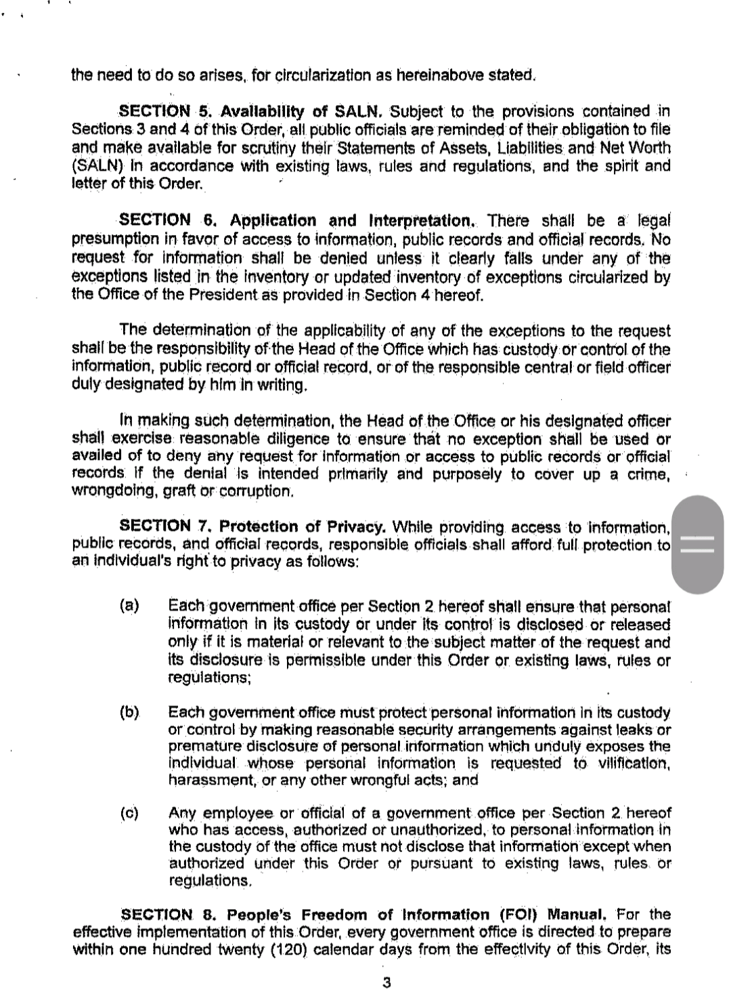 the need to do so arises, for circularization as hereinabove stated.
SECTION 5. Availability of SALN. Subject to the provisions contained in
Sections 3 and 4 of this Order, all public officials are reminded of their obligation to file
and make available for scrutiny their Statements of Assets, Liabilities and Net Worth
(SALN) in accordance with existing laws, rules and regulations, and the spirit and
letter of this Order.
SECTION 6. Application and Interpretation. There shall be a legal
presumption in favor of access to information, public records and official records. No
request for information shall be denied unless it clearly falls under any of the
exceptions listed in the inventory or updated inventory of exceptions circularized by
the Office of the President as provided in Section 4 hereof.
The determination of the applicability of any of the exceptions to the request
shall be the responsibility of the Head of the Office which has custody or control of the
information, public record or official record, or of the responsible central or field officer
duly designated by him in writing.
In making such determination, the Head of the Office or his designated officer
shall exercise reasonable diligence to ensure that no exception shall be used or
availed of to deny any request for information or access to public records or official
records if the denial is intended primarily and purposely to cover up a crime,
wrongdoing, graft or corruption.
SECTION 7. Protection of Privacy. While providing access to information,
public records, and official records, responsible officials shall afford full protection to
an individual's right to privacy as follows:
(a) Each government office per Section 2 hereof shall ensure that personal
information in its custody or under its control is disclosed or released
only if it is material or relevant to the subject matter of the request and
its disclosure is permissible under this Order or existing laws, rules or
regulations;
(b) Each government office must protect personal information in its custody
or control by making reasonable security arrangements against leaks or
premature disclosure of personal information which unduly exposes the
individual whose personal information is requested to vilification,
harassment, or any other wrongful acts; and
(c) Any employee or official of a government office per Section 2 hereof
who has access, authorized or unauthorized, to personal information in
the custody of the office must not disclose that information except when
authorized under this Order or pursuant to existing laws, rules or
regulations.
SECTION 8. People's Freedom of Information (FOI) Manual. For the
effective implementation of this Order, every government office is directed to prepare
within one hundred twenty (120) calendar days from the effectivity of this Order, its
3